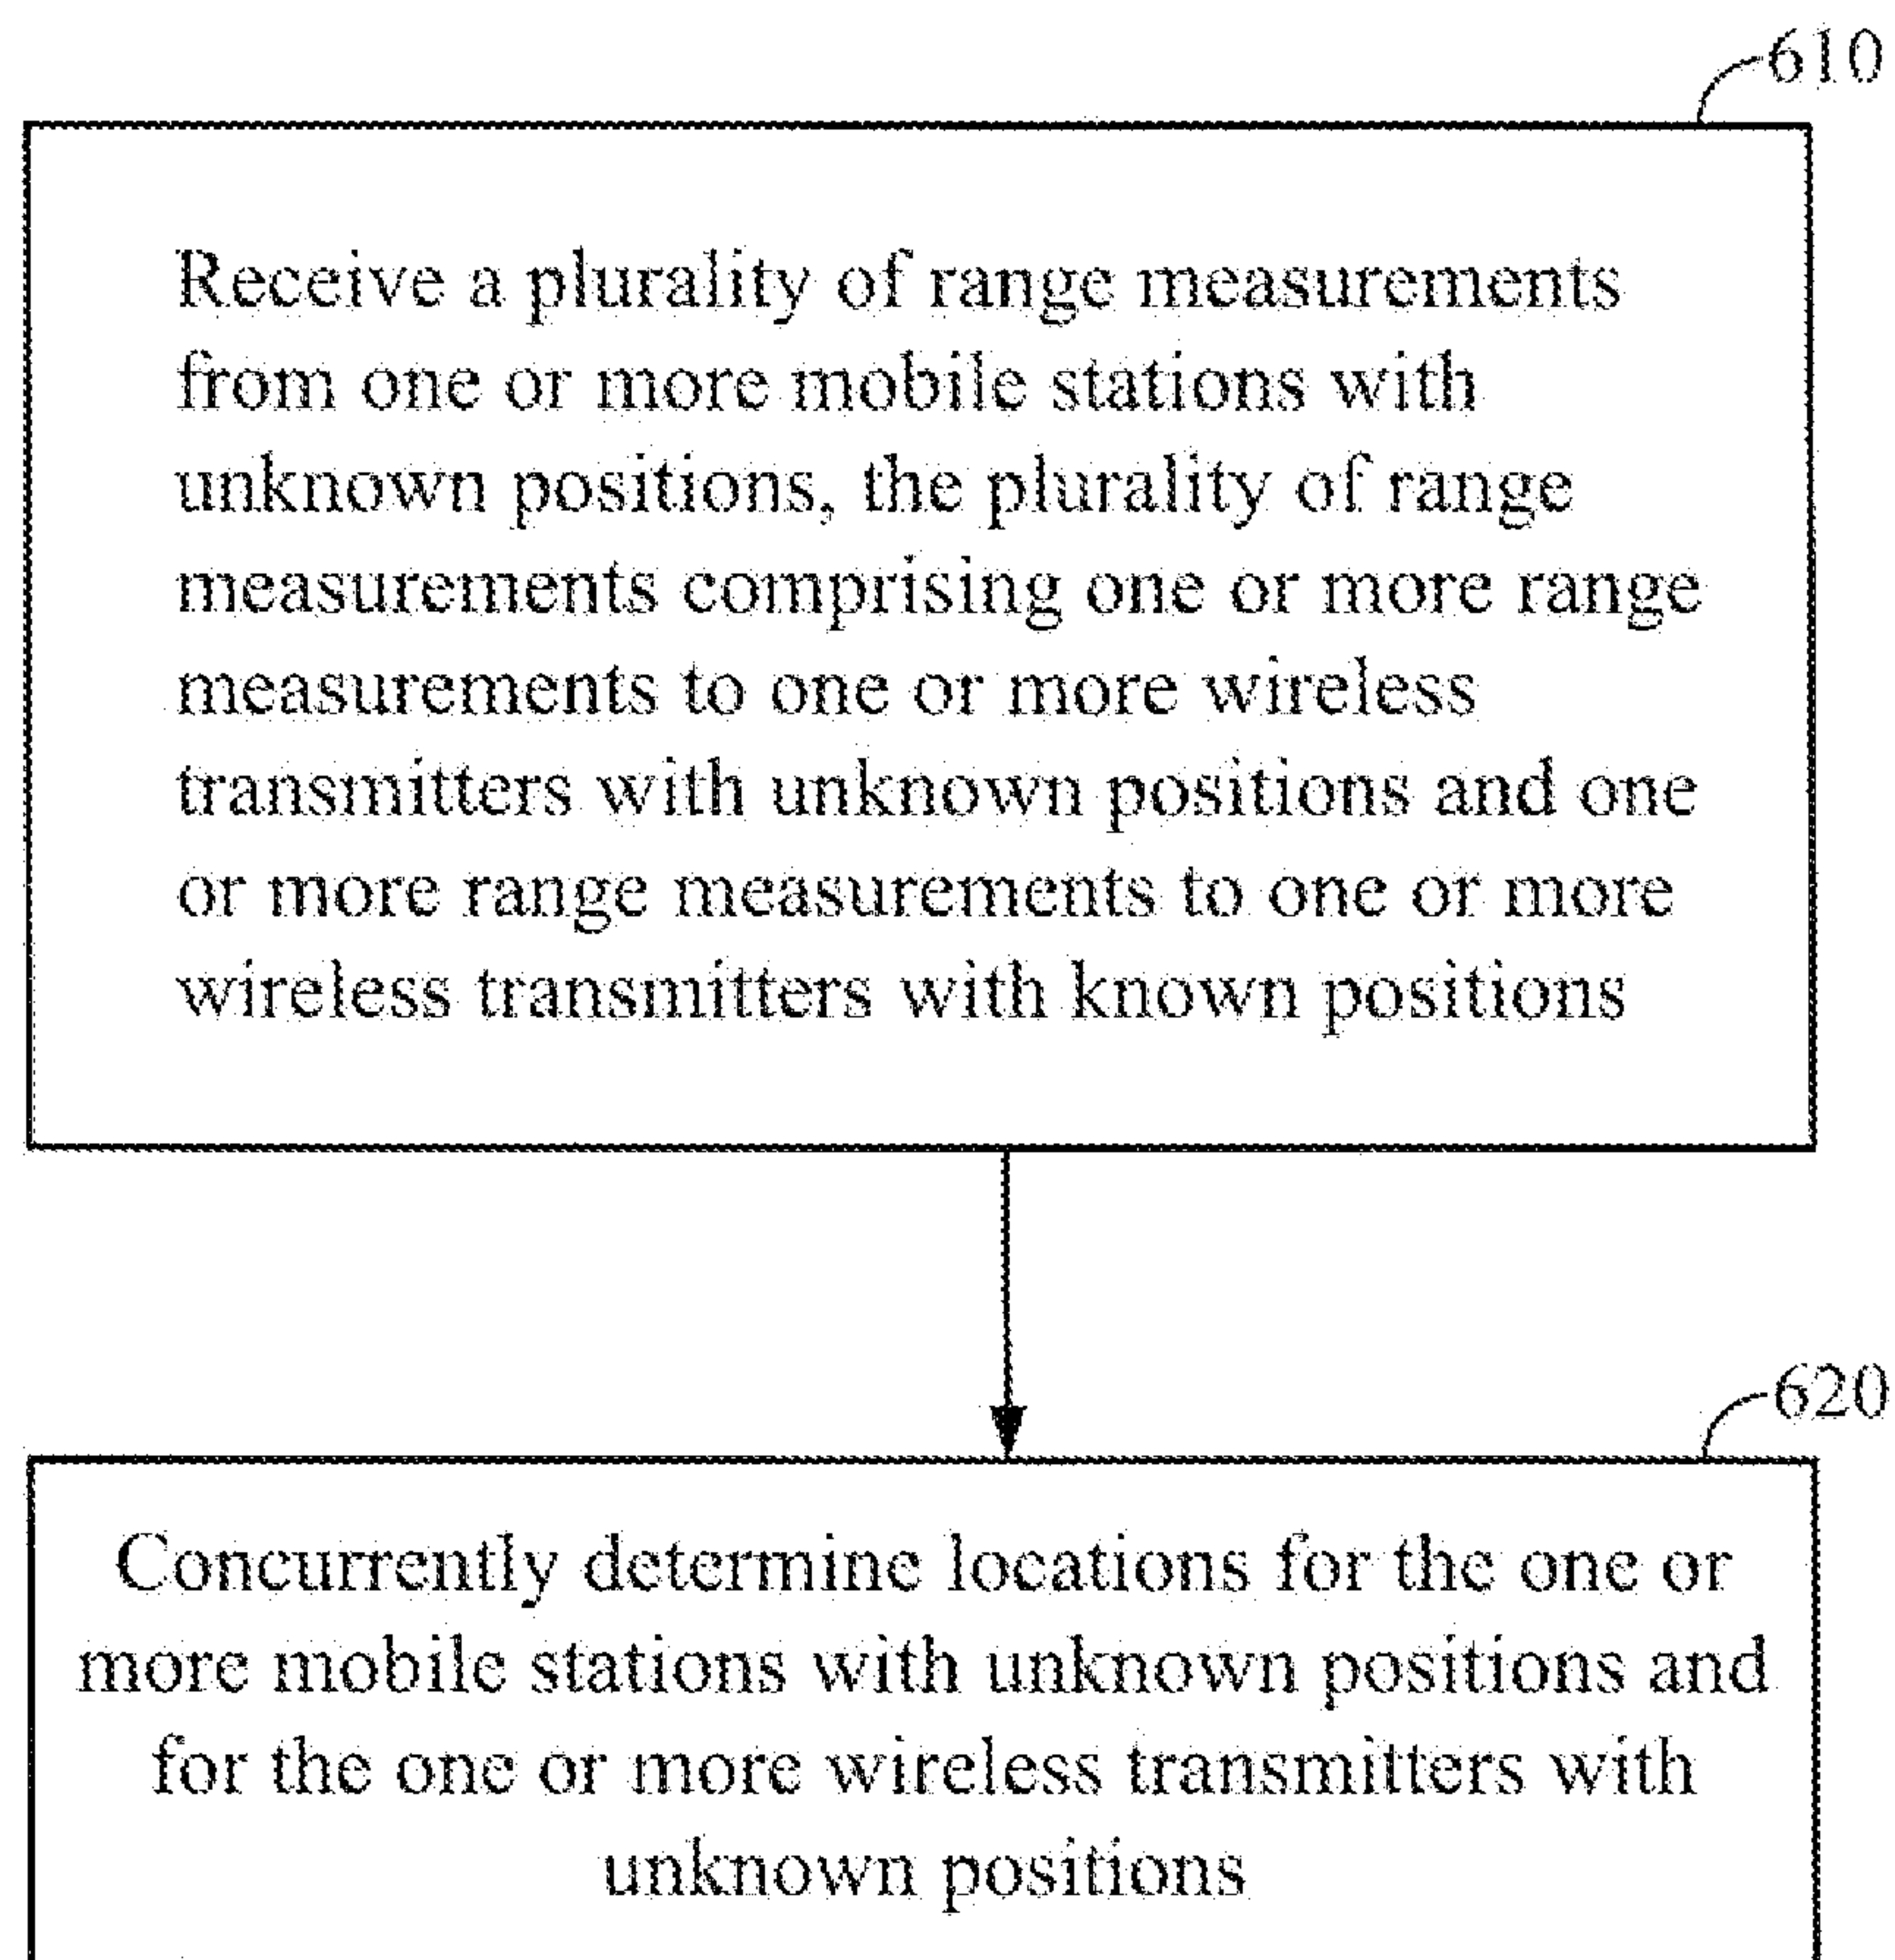 610
Receive a plurality of range measurements
from one or more mobile stations with
unknown positions, the plurality of range
measurements comprising one or more range
measurements to one or more wireless
transmitters with unknown positions and one
or more range measurements to one or more
wireless transmitters with known positions
620
Concurrently determine locations for the one or
more mobile stations with unknown positions and
for the one or more wireless transmitters with
unknown positions